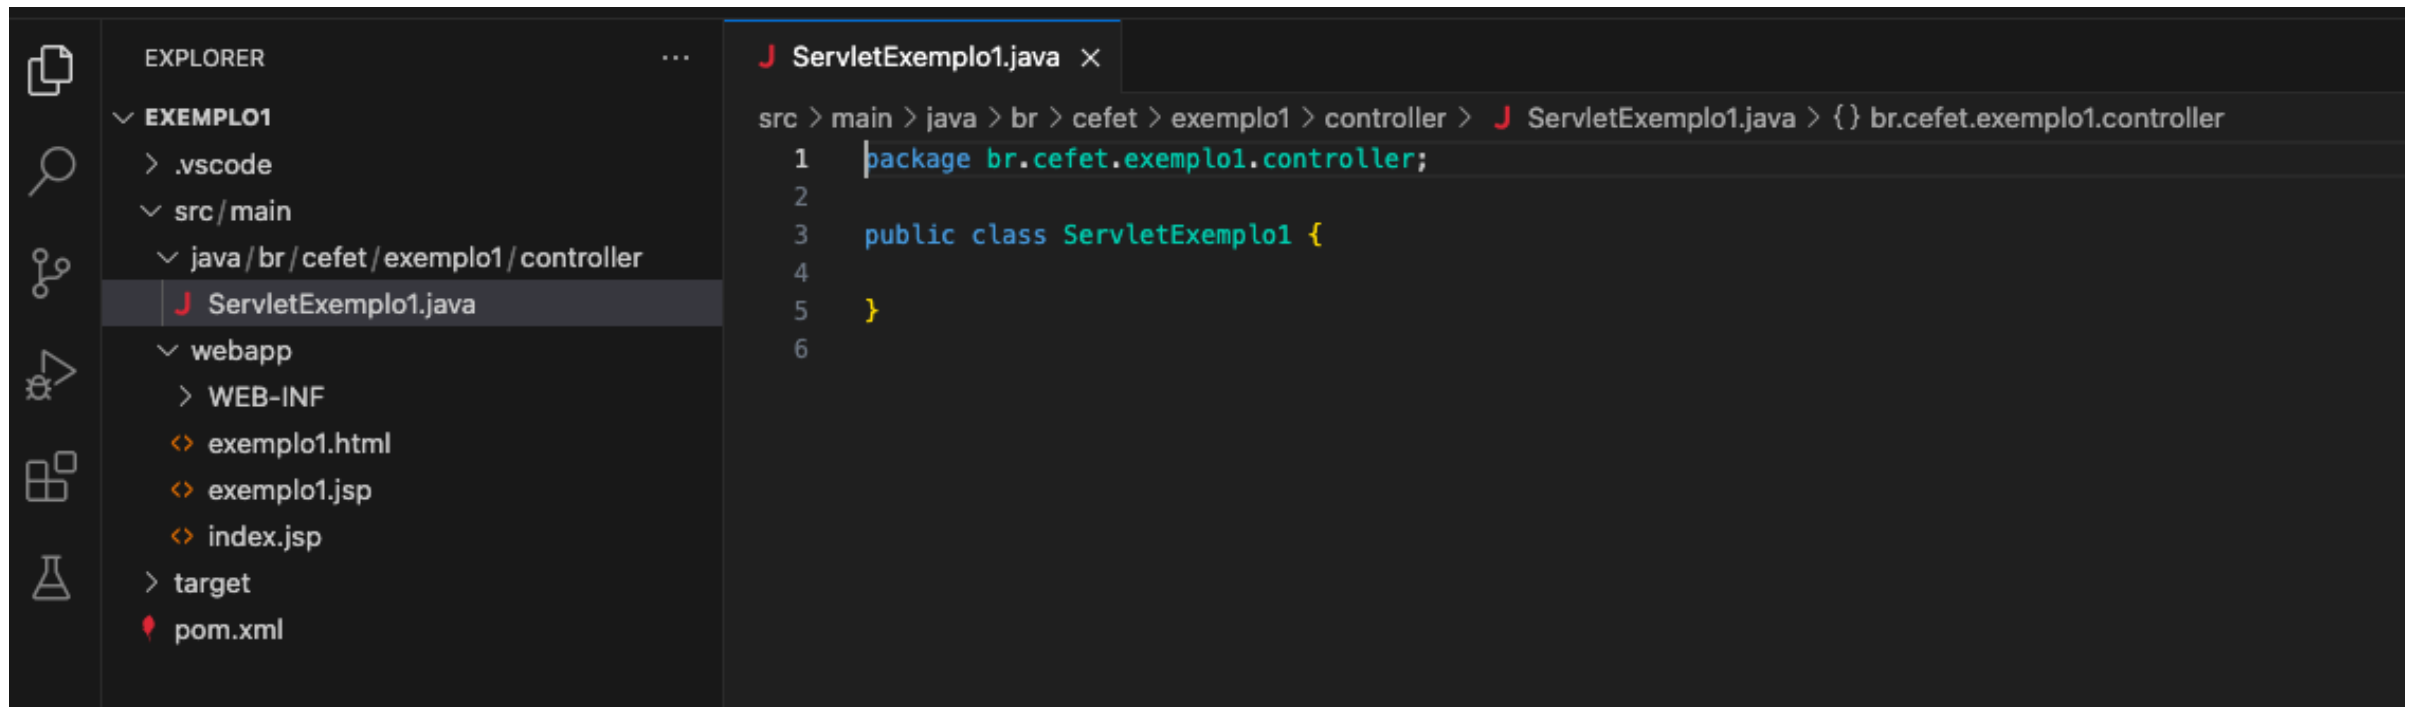 EXPLORER
EXEMPLO1
.vscode
src/main
java/br/cefet/exemplo1/controller
J ServletExemplo1.java
webapp
WEB-INF
<> exemplo1.html
<> exemplo1.jsp
<> index.jsp
target
pom.xml
J ServletExemplo1.java ×
src > main > java > br > cefet > exemplo1 > controller > J ServletExemplo1.java > {} br.cefet.exemplo1.controller
1 package br.cefet.exemplo1.controller;
2
3 public class ServletExemplo1 {
4
5 }
6